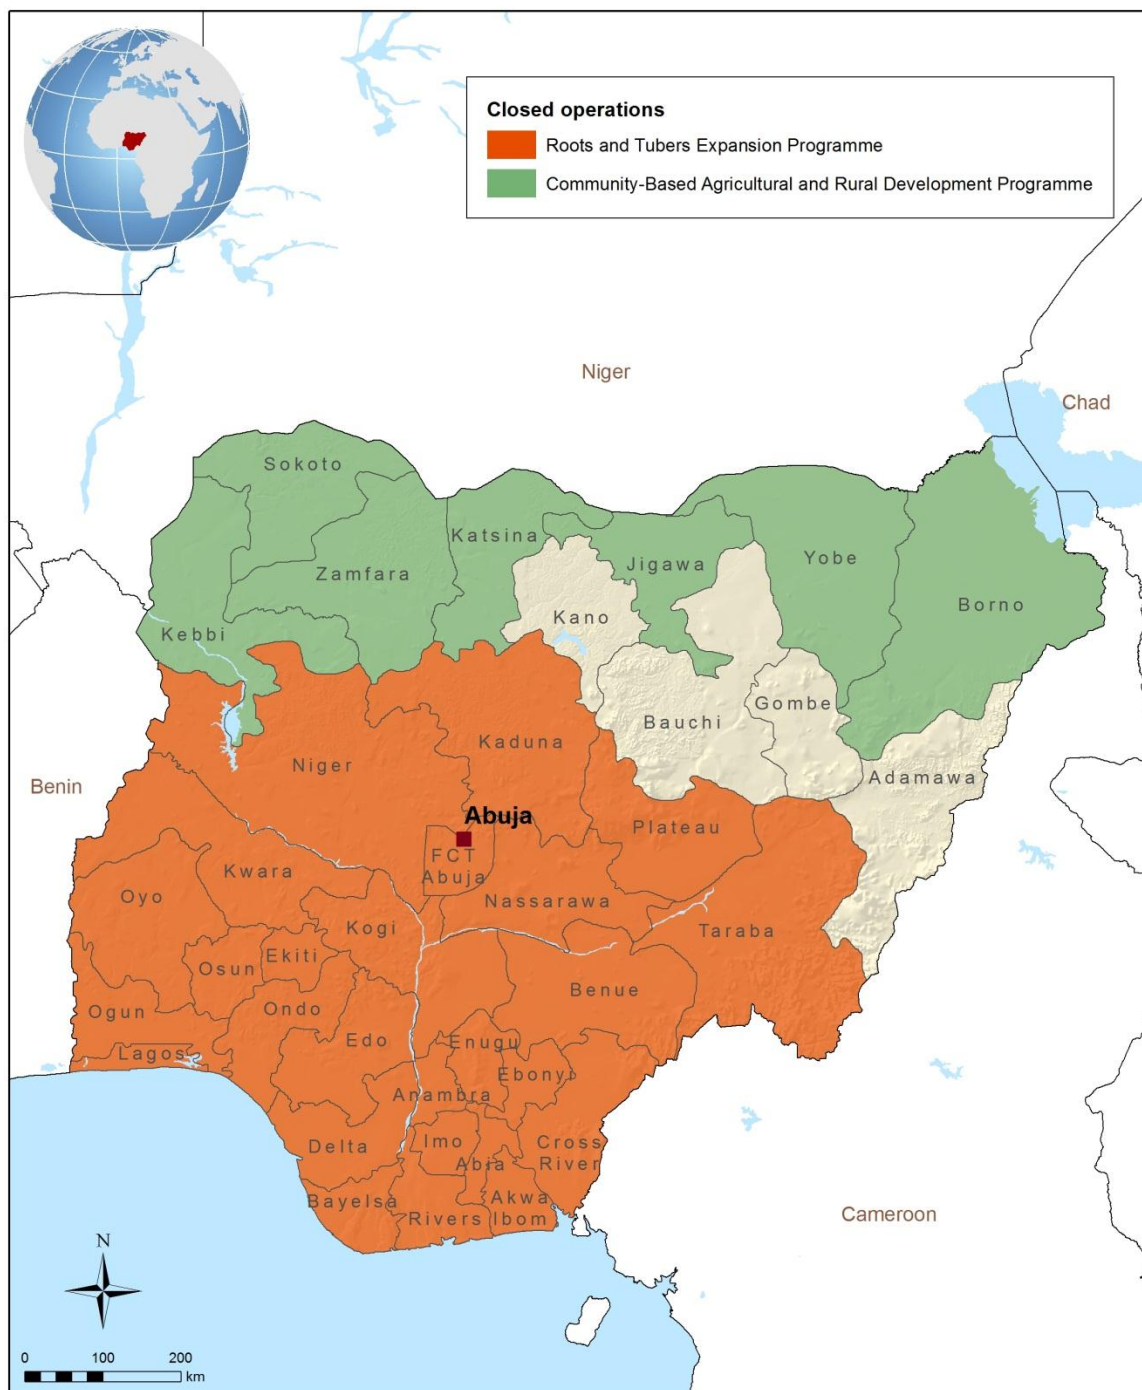 Closed operations
Roots and Tubers Expansion Programme
Community-Based Agricultural and Rural Development Programme
Niger
Chad
Sokoto
Katsina
Jigawa
Yobe
Zamfara
Borno
Kano
Kebbi
Gombe
Bauchi
Kaduna
Niger
Adamawa
Benin
Abuja
Plateau
FCT
Abuja
Kwara
Oyo
Nassarawa
Kogi
Taraba
Osun
Ekiti
Benue
Ogun
Ondo
Edo
Enugu
Lagos
Ebonyi
Anambra
Delta
Imo
Cross
River
Abia
Bayelsa
Akwa
Ibom
Rivers
Cameroon
N
0 100 200
km